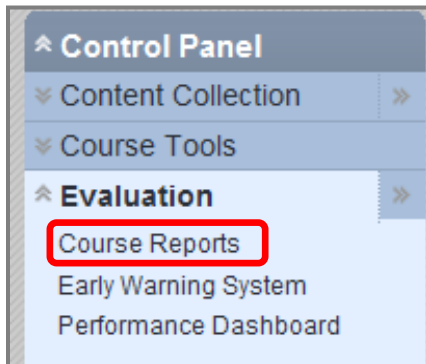 Control Panel
Content Collection
Course Tools
Evaluation
Course Reports
Early Warning System
Performance Dashboard